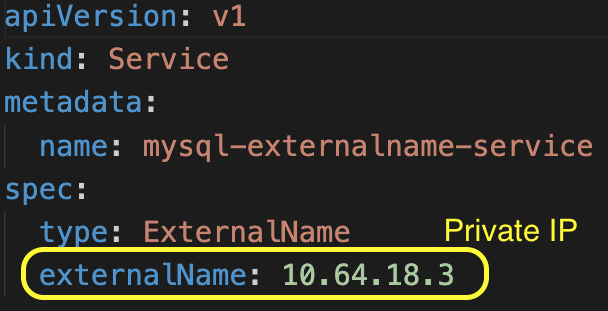 apiVersion: v1
kind: Service
metadata:
  name: mysql-externalname-service
spec:
  type: ExternalName
Private IP
  externalName: 10.64.18.3